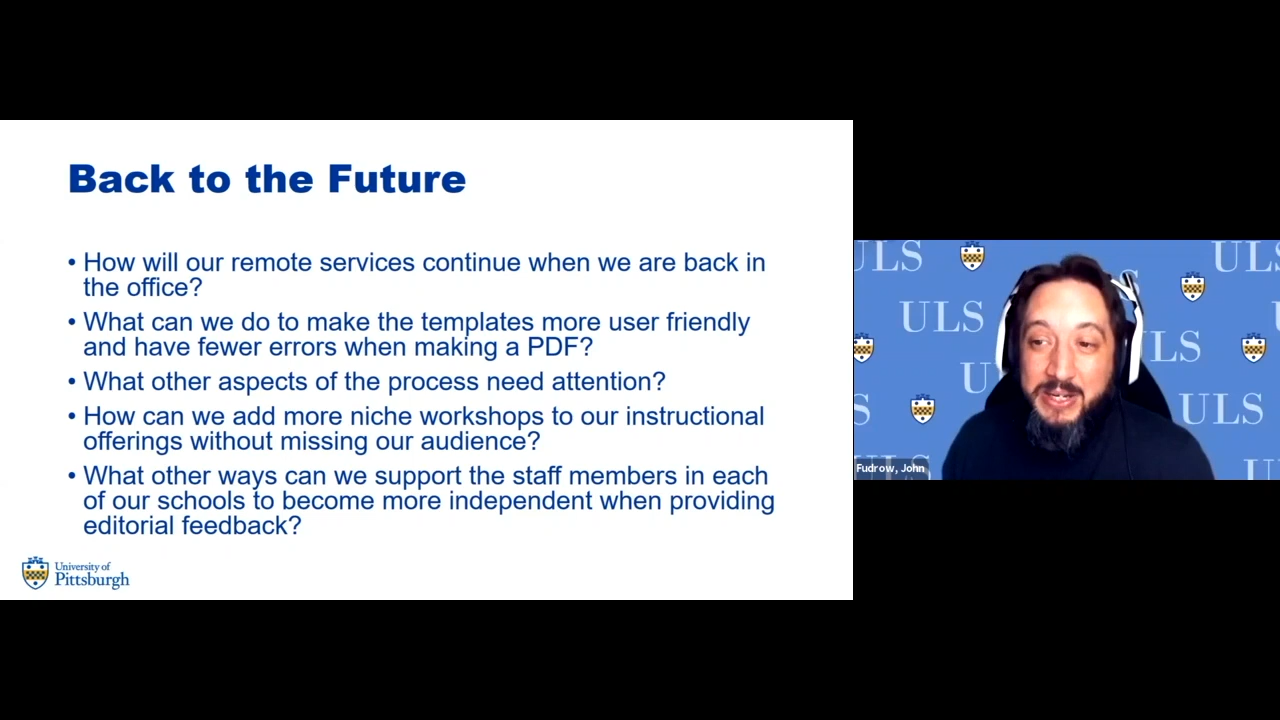 Back to the Future
• How will our remote services continue when we are back in
the office?
• What can we do to make the templates more user friendly
and have fewer errors when making a PDF?
• What other aspects of the process need attention?
• How can we add more niche workshops to our instructional
offerings without missing our audience?
• What other ways can we support the staff members in each
of our schools to become more independent when providing
editorial feedback?
University of
Pittsburgh
ULS
ULS
ULS
ULS
ULS
Fudrow, John